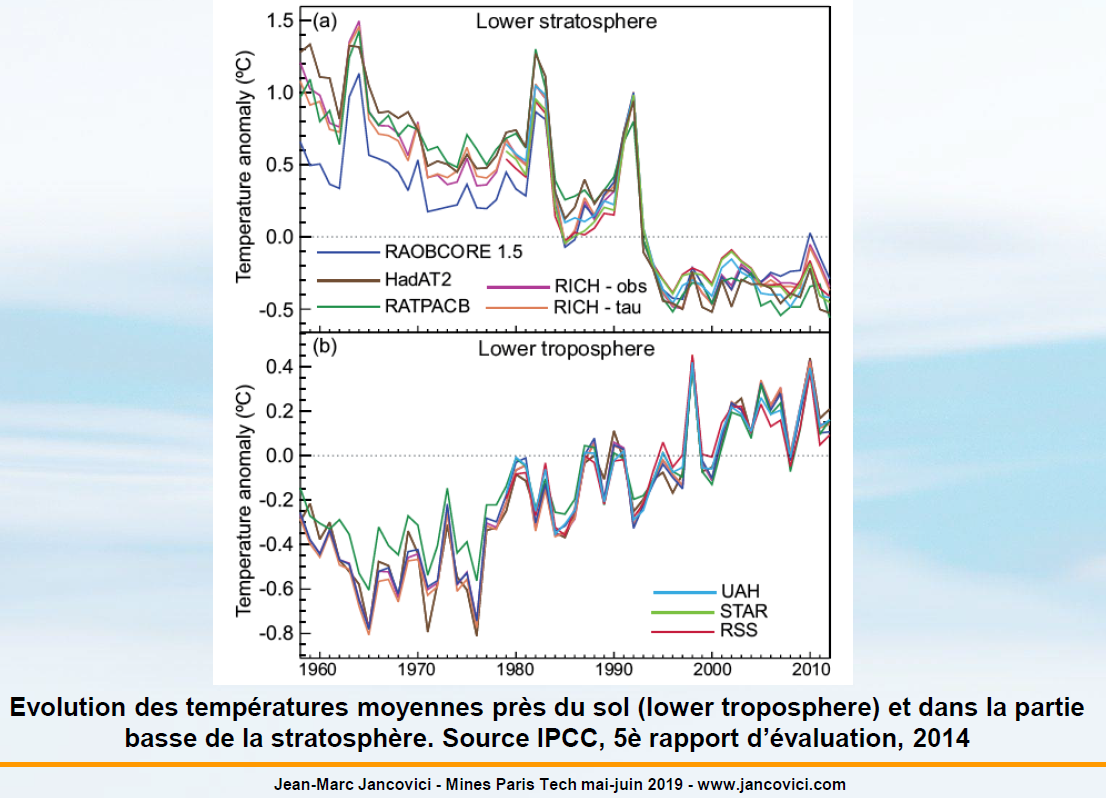 (a)
Lower stratosphere
1.5
1.0
0.5
0.0
-0.5
Temperature anomaly (ºC)
RAOBCORE 1.5
HadAT2
RATPACB
RICH - obs
RICH - tau
(b)
Lower troposphere
0.4
0.2
0.0
-0.2
-0.4
-0.6
-0.8
Temperature anomaly (ºC)
UAH
STAR
RSS
1960 1970 1980 1990 2000 2010
Evolution des températures moyennes près du sol (lower troposphere) et dans la partie
basse de la stratosphère. Source IPCC, 5è rapport d’évaluation, 2014
Jean-Marc Jancovici - Mines Paris Tech mai-juin 2019 - www.jancovici.com